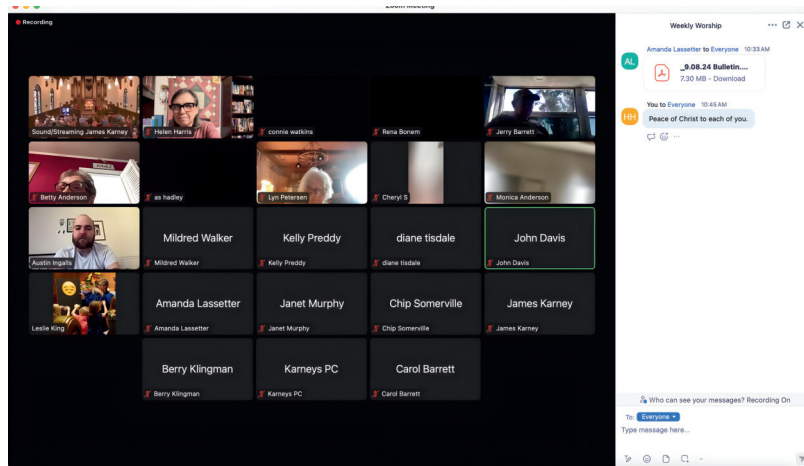 Zoom Meeting
Recording
Sound/Streaming James Karney
Helen Harris
connie watkins
Rena Bonem
Jerry Barrett
Betty Anderson
as hadley
Lyn Petersen
Cheryl S
Monica Anderson
Austin Ingalls
Mildred Walker
Mildred Walker
Kelly Preddy
Kelly Preddy
diane tisdale
diane tisdale
John Davis
John Davis
Leslie King
Amanda Lassetter
Amanda Lassetter
Janet Murphy
Janet Murphy
Chip Somerville
Chip Somerville
James Karney
James Karney
Berry Klingman
Berry Klingman
Karneys PC
Karneys PC
Carol Barrett
Carol Barrett
Weekly Worship
Amanda Lassetter to Everyone 10:33 AM
AL
_9.08.24 Bulletin....
7.30 MB - Download
You to Everyone 10:45 AM
HH
Peace of Christ to each of you.
Who can see your messages? Recording On
To: Everyone
Type message here...